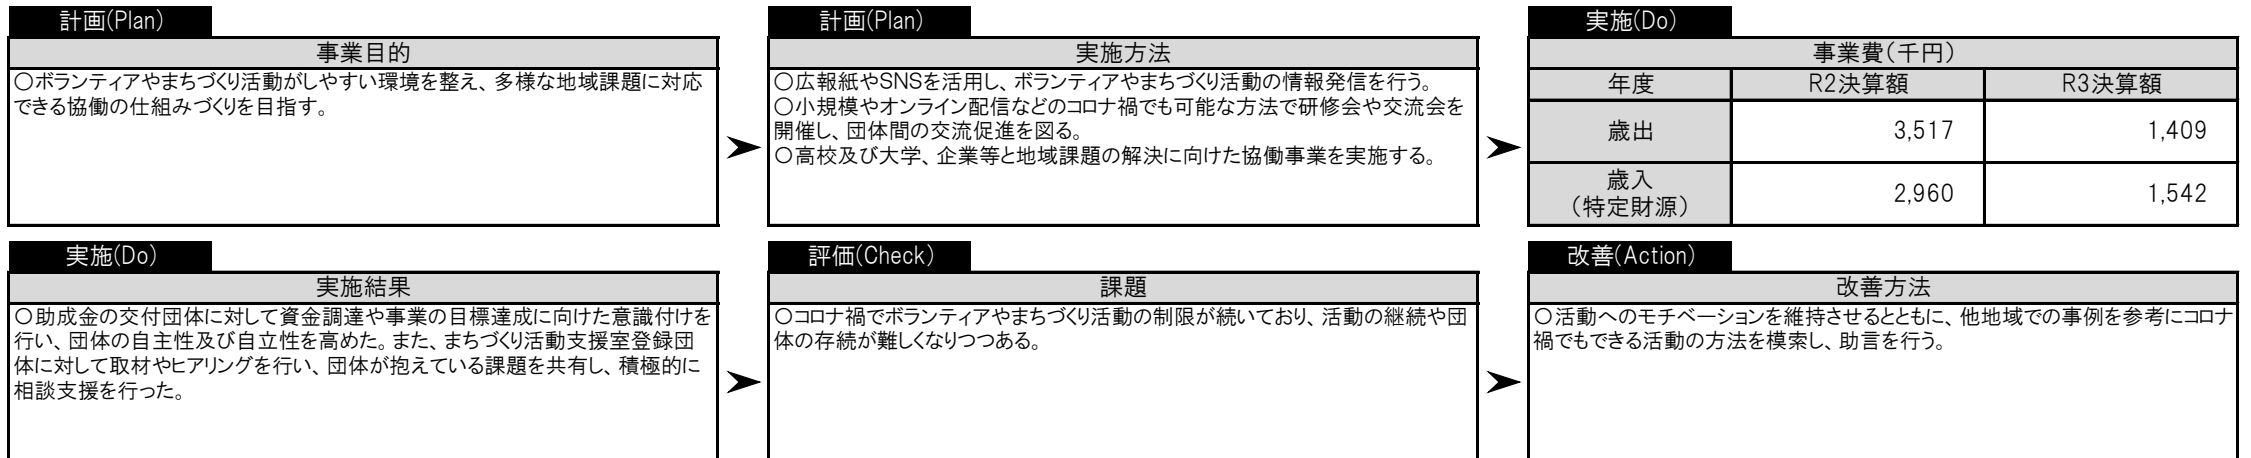 計画(Plan)
事業目的
○ボランティアやまちづくり活動がしやすい環境を整え、多様な地域課題に対応
できる協働の仕組みづくりを目指す。
計画(Plan)
実施方法
○広報紙やSNSを活用し、ボランティアやまちづくり活動の情報発信を行う。
○小規模やオンライン配信などのコロナ禍でも可能な方法で研修会や交流会を
開催し、団体間の交流促進を図る。
○高校及び大学、企業等と地域課題の解決に向けた協働事業を実施する。
実施(Do)
事業費(千円)
年度 R2決算額 R3決算額
歳出 3,517 1,409
歳入
(特定財源) 2,960 1,542
実施(Do)
実施結果
○助成金の交付団体に対して資金調達や事業の目標達成に向けた意識付けを
行い、団体の自主性及び自立性を高めた。また、まちづくり活動支援室登録団
体に対して取材やヒアリングを行い、団体が抱えている課題を共有し、積極的に
相談支援を行った。
評価(Check)
課題
○コロナ禍でボランティアやまちづくり活動の制限が続いており、活動の継続や団
体の存続が難しくなりつつある。
改善(Action)
改善方法
○活動へのモチベーションを維持させるとともに、他地域での事例を参考にコロナ
禍でもできる活動の方法を模索し、助言を行う。